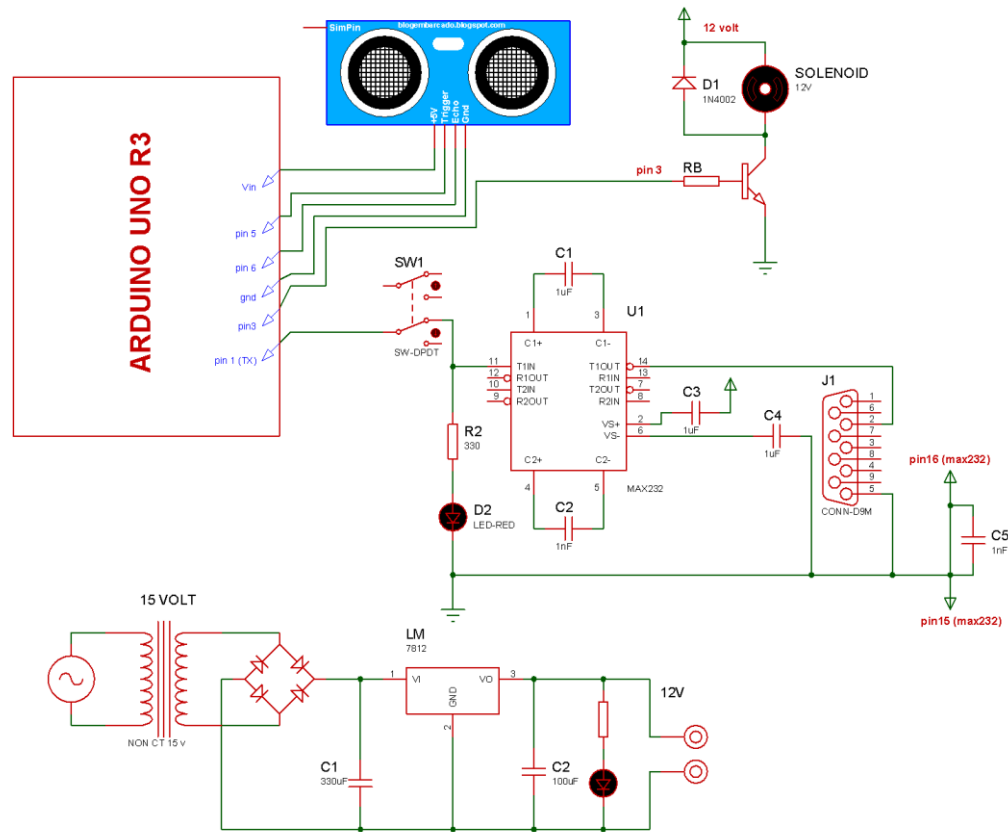 SimPin
blogembarcado.blogspot.com
+5V
Trigger
Echo
Gnd
ARDUINO UNO R3
Vin
pin 5
pin 6
gnd
pin3
pin 1 (TX)
12 volt
D1
1N4002
SOLENOID
12V
pin 3
RB
SW1
SW-DPDT
C1
1uF
U1
1
3
C1+
C1-
11
12
10
9
T1IN
R1OUT
T2IN
R2OUT
T1OUT
R1IN
T2OUT
R2IN
14
13
7
8
VS+
VS-
2
6
C2+
C2-
4
5
MAX232
C2
1nF
C3
1uF
C4
1uF
R2
330
D2
LED-RED
J1
1
6
2
7
3
8
4
9
5
CONN-D9M
pin16 (max232)
C5
1nF
pin15 (max232)
15 VOLT
NON CT 15 v
LM
7812
1
VI
VO
3
GND
2
C1
330uF
C2
100uF
12V